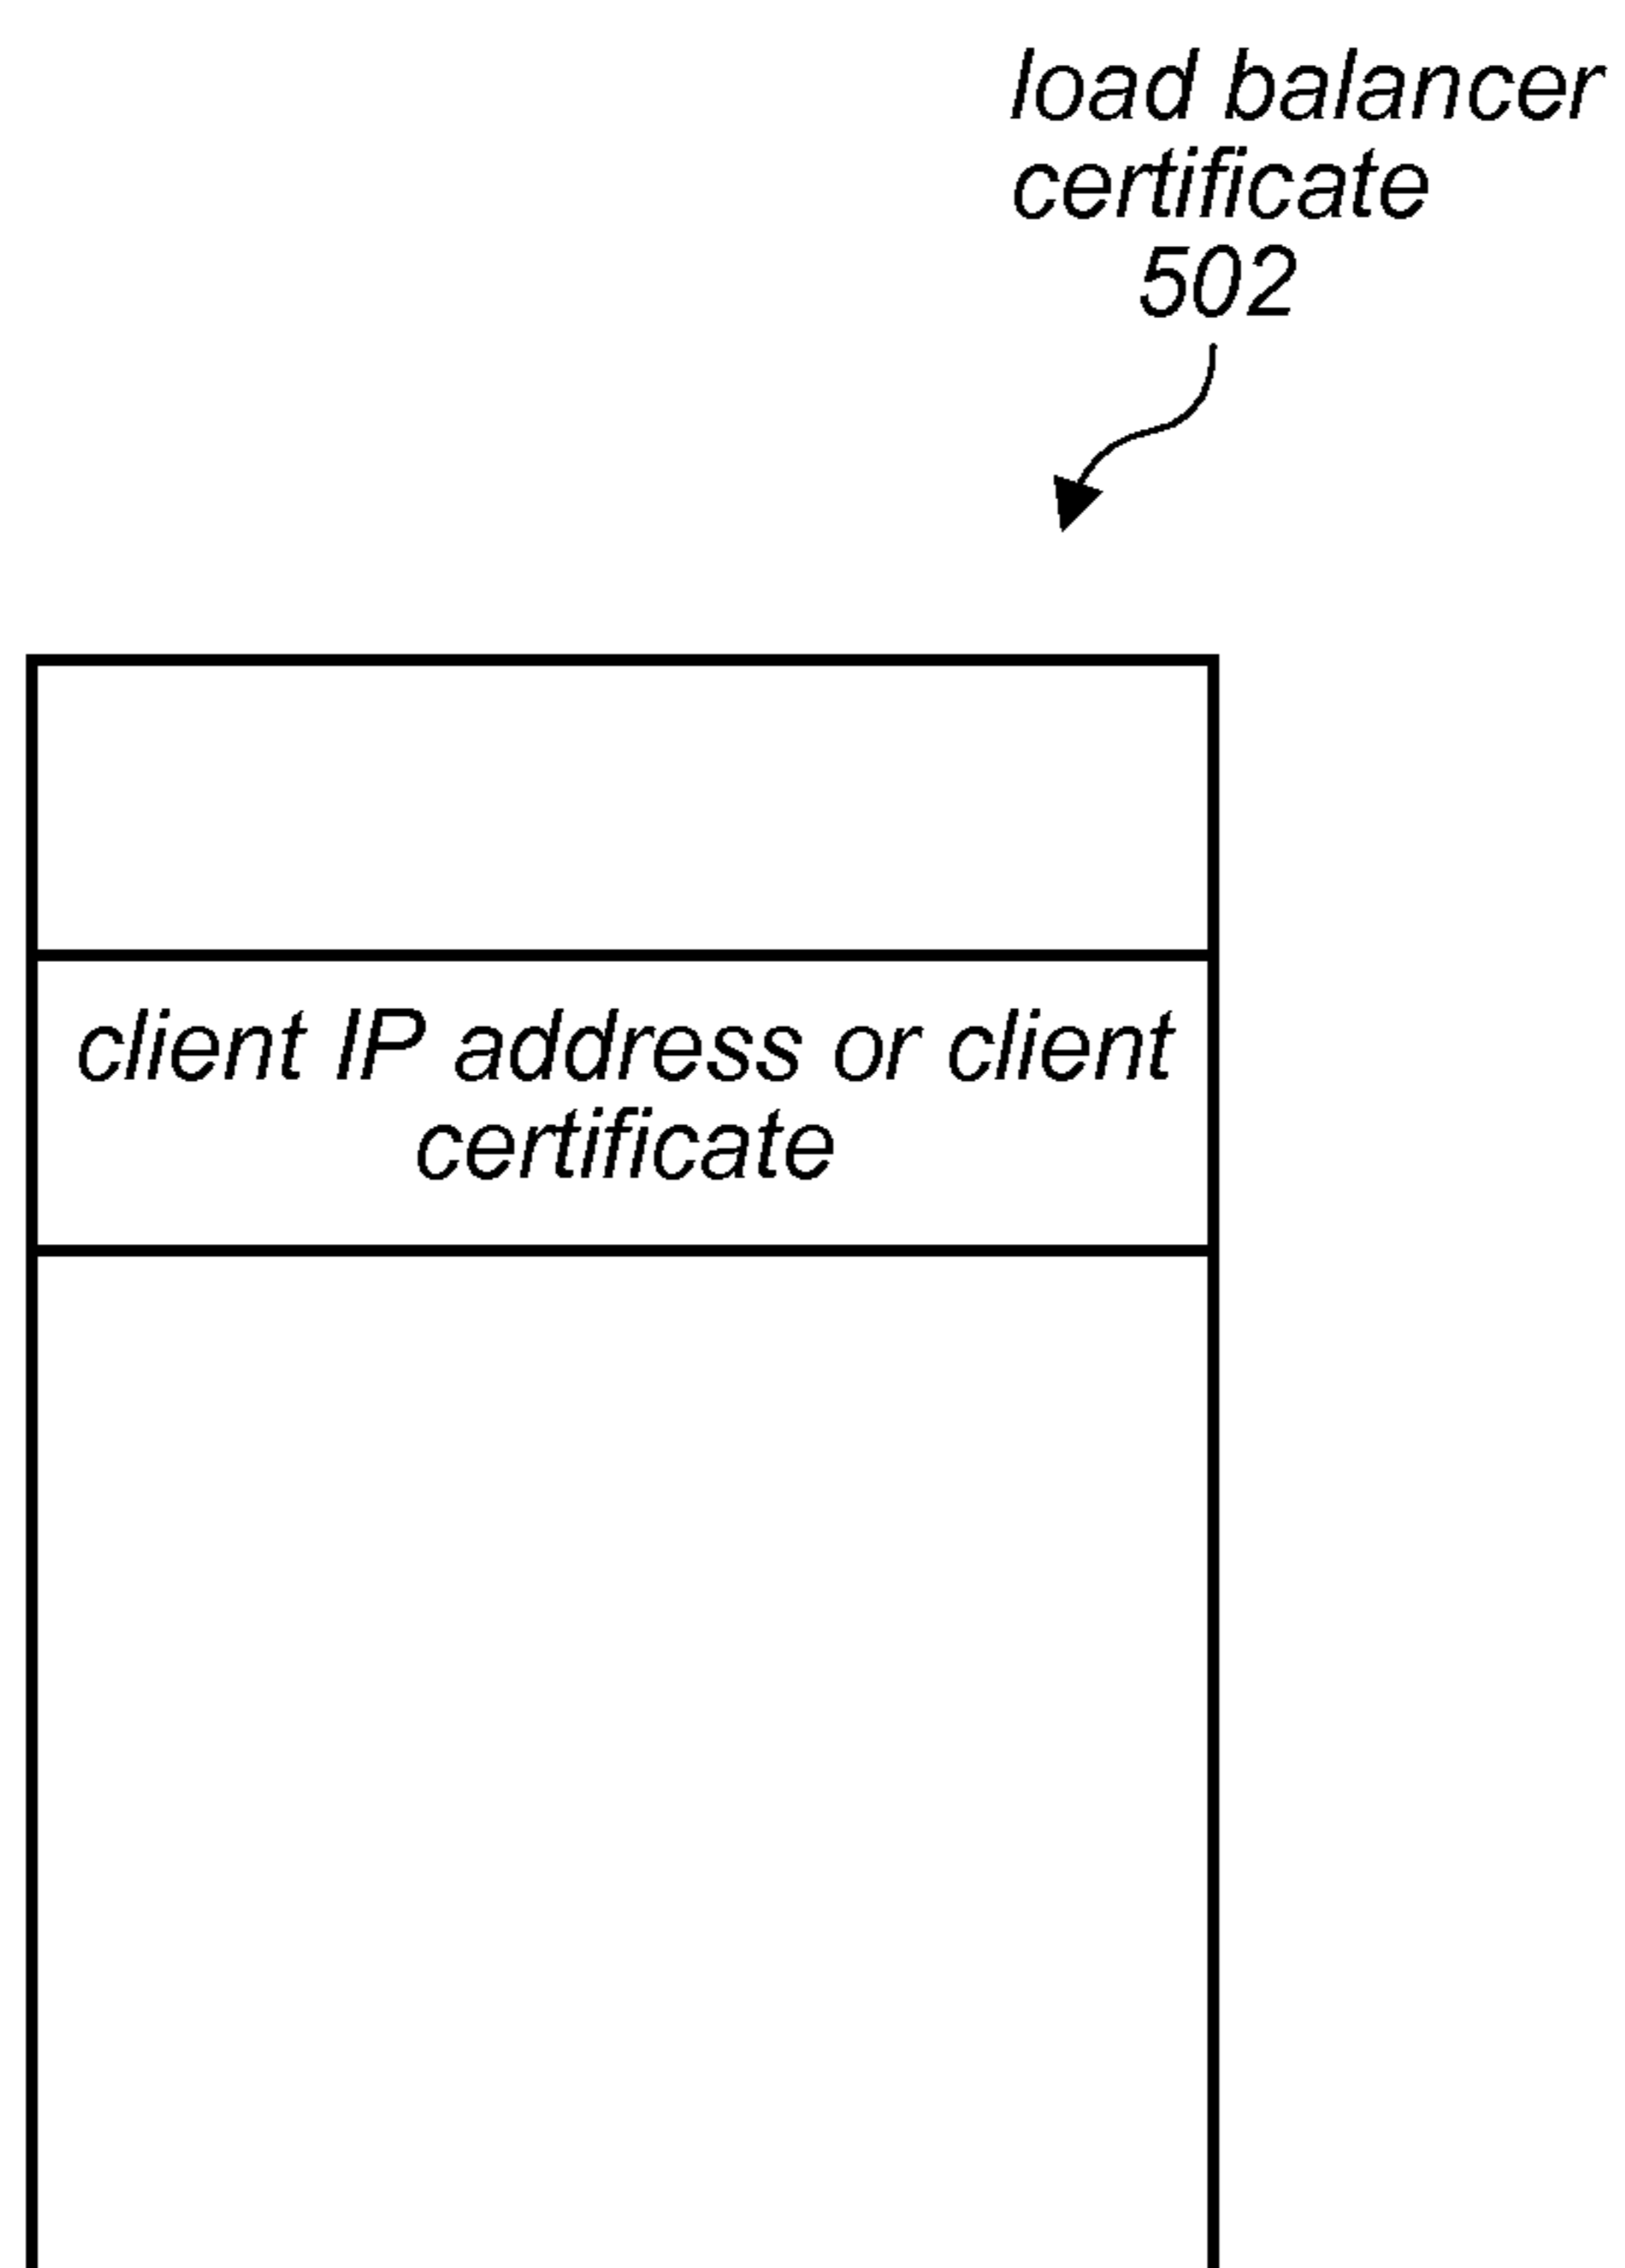 load balancer
certificate
502
client IP address or client
certificate